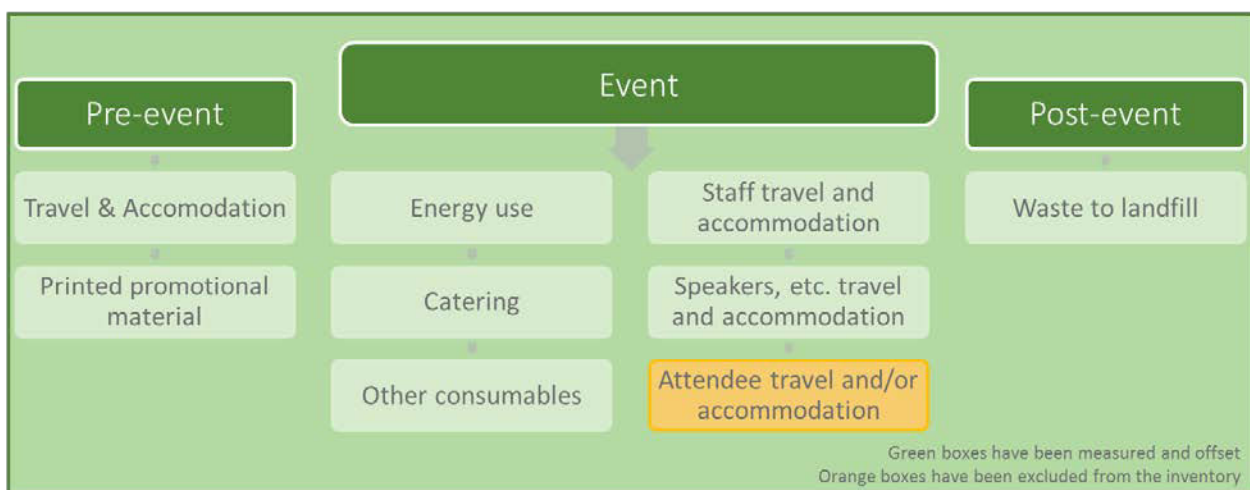 Pre-event
Travel & Accomodation
Printed promotional
material
Event
Energy use
Catering
Other consumables
Staff travel and
accommodation
Speakers, etc. travel
and accommodation
Attendee travel and/or
accommodation
Post-event
Waste to landfill
Green boxes have been measured and offset
Orange boxes have been excluded from the inventory